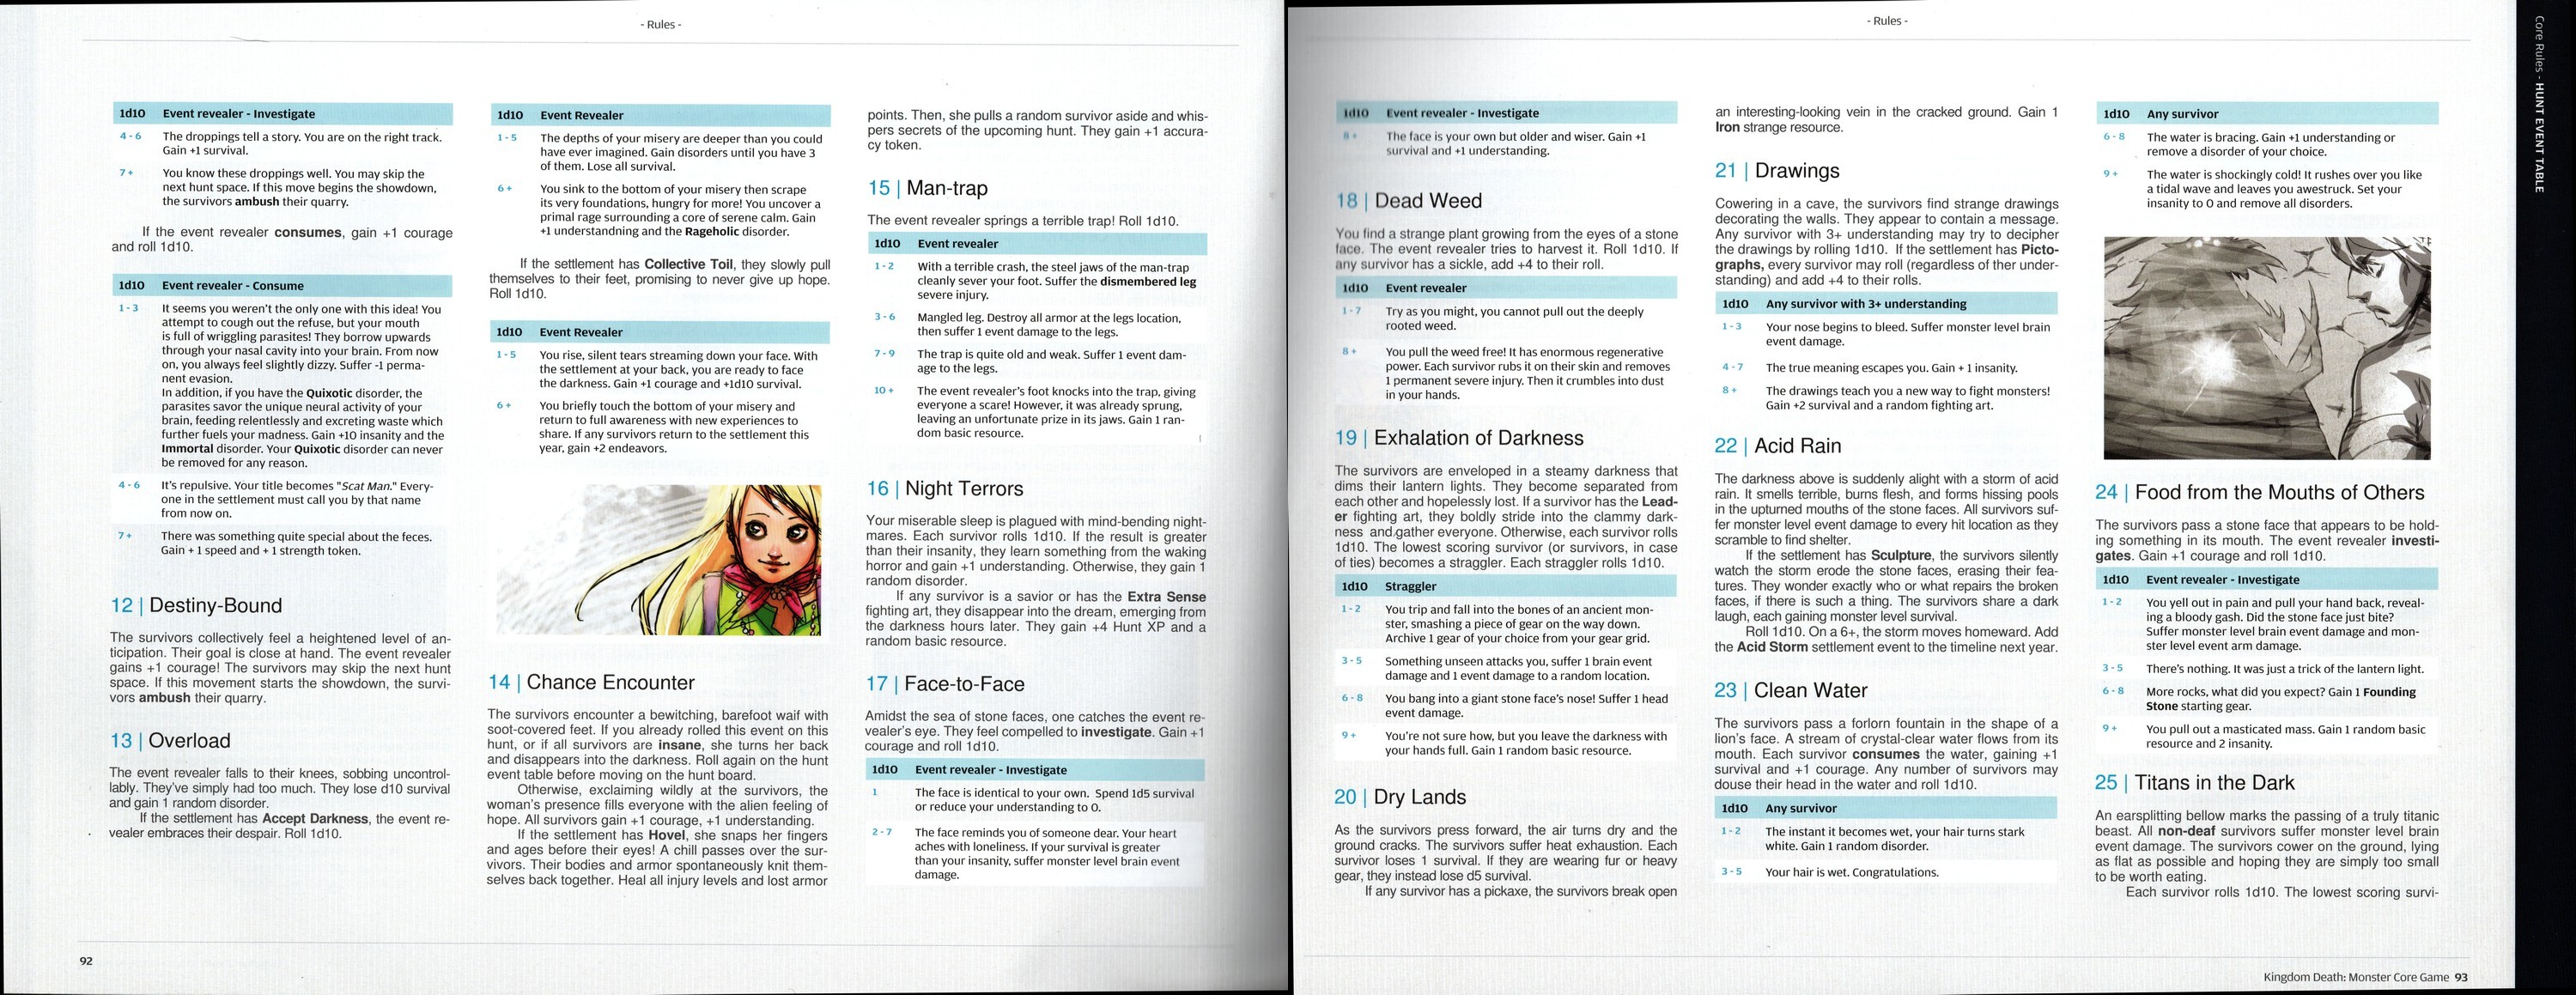 - Rules -
1d10 Event revealer - Investigate
4 - 6 The droppings tell a story. You are on the right track.
Gain +1 survival.
7 + You know these droppings well. You may skip the
next hunt space. If this move begins the showdown,
the survivors ambush their quarry.
If the event revealer consumes, gain +1 courage
and roll 1d10.
1d10 Event revealer - Consume
1 - 3 It seems you weren't the only one with this idea! You
attempt to cough out the refuse, but your mouth
is full of wriggling parasites! They borrow upwards
through your nasal cavity into your brain. From now
on, you always feel slightly dizzy. Suffer -1 perma-
nent evasion.
In addition, if you have the Quixotic disorder, the
parasites savor the unique neural activity of your
brain, feeding relentlessly and excreting waste which
further fuels your madness. Gain +10 insanity and the
Immortal disorder. Your Quixotic disorder can never
be removed for any reason.
4 - 6 It's repulsive. Your title becomes "Scat Man." Every-
one in the settlement must call you by that name
from now on.
7 + There was something quite special about the feces.
Gain + 1 speed and + 1 strength token.
12 | Destiny-Bound
The survivors collectively feel a heightened level of an-
ticipation. Their goal is close at hand. The event revealer
gains +1 courage! The survivors may skip the next hunt
space. If this movement starts the showdown, the survi-
vors ambush their quarry.
13 | Overload
The event revealer falls to their knees, sobbing uncontrol-
lably. They've simply had too much. They lose d10 survival
and gain 1 random disorder.
If the settlement has Accept Darkness, the event re-
vealer embraces their despair. Roll 1d10.
1d10 Event Revealer
1 - 5 The depths of your misery are deeper than you could
have ever imagined. Gain disorders until you have 3
of them. Lose all survival.
6 + You sink to the bottom of your misery then scrape
its very foundations, hungry for more! You uncover a
primal rage surrounding a core of serene calm. Gain
+1 understandning and the Rageholic disorder.
If the settlement has Collective Toil, they slowly pull
themselves to their feet, promising to never give up hope.
Roll 1d10.
1d10 Event Revealer
1 - 5 You rise, silent tears streaming down your face. With
the settlement at your back, you are ready to face
the darkness. Gain +1 courage and +1d10 survival.
6 + You briefly touch the bottom of your misery and
return to full awareness with new experiences to
share. If any survivors return to the settlement this
year, gain +2 endeavors.
14 | Chance Encounter
The survivors encounter a bewitching, barefoot waif with
soot-covered feet. If you already rolled this event on this
hunt, or if all survivors are insane, she turns her back
and disappears into the darkness. Roll again on the hunt
event table before moving on the hunt board.
Otherwise, exclaiming wildly at the survivors, the
woman's presence fills everyone with the alien feeling of
hope. All survivors gain +1 courage, +1 understanding.
If the settlement has Hovel, she snaps her fingers
and ages before their eyes! A chill passes over the sur-
vivors. Their bodies and armor spontaneously knit them-
selves back together. Heal all injury levels and lost armor
points. Then, she pulls a random survivor aside and whis-
pers secrets of the upcoming hunt. They gain +1 accura-
cy token.
15 | Man-trap
The event revealer springs a terrible trap! Roll 1d10.
1d10 Event revealer
1 - 2 With a terrible crash, the steel jaws of the man-trap
cleanly sever your foot. Suffer the dismembered leg
severe injury.
3 - 6 Mangled leg. Destroy all armor at the legs location,
then suffer 1 event damage to the legs.
7 - 9 The trap is quite old and weak. Suffer 1 event dam-
age to the legs.
10 + The event revealer's foot knocks into the trap, giving
everyone a scare! However, it was already sprung,
leaving an unfortunate prize in its jaws. Gain 1 ran-
dom basic resource.
16 | Night Terrors
Your miserable sleep is plagued with mind-bending night-
mares. Each survivor rolls 1d10. If the result is greater
than their insanity, they learn something from the waking
horror and gain +1 understanding. Otherwise, they gain 1
random disorder.
If any survivor is a savior or has the Extra Sense
fighting art, they disappear into the dream, emerging from
the darkness hours later. They gain +4 Hunt XP and a
random basic resource.
17 | Face-to-Face
Amidst the sea of stone faces, one catches the event re-
vealer's eye. They feel compelled to investigate. Gain +1
courage and roll 1d10.
1d10 Event revealer - Investigate
1 The face is identical to your own. Spend 1d5 survival
or reduce your understanding to 0.
2 - 7 The face reminds you of someone dear. Your heart
aches with loneliness. If your survival is greater
than your insanity, suffer monster level brain event
damage.
92
- Rules -
1d10 Event revealer - Investigate
8 + The face is your own but older and wiser. Gain +1
survival and +1 understanding.
18 | Dead Weed
You find a strange plant growing from the eyes of a stone
face. The event revealer tries to harvest it. Roll 1d10. If
any survivor has a sickle, add +4 to their roll.
1d10 Event revealer
1 - 7 Try as you might, you cannot pull out the deeply
rooted weed.
8 + You pull the weed free! It has enormous regenerative
power. Each survivor rubs it on their skin and removes
1 permanent severe injury. Then it crumbles into dust
in your hands.
19 | Exhalation of Darkness
The survivors are enveloped in a steamy darkness that
dims their lantern lights. They become separated from
each other and hopelessly lost. If a survivor has the Lead-
er fighting art, they boldly stride into the clammy dark-
ness and gather everyone. Otherwise, each survivor rolls
1d10. The lowest scoring survivor (or survivors, in case
of ties) becomes a straggler. Each straggler rolls 1d10.
1d10 Straggler
1 - 2 You trip and fall into the bones of an ancient mon-
ster, smashing a piece of gear on the way down.
Archive 1 gear of your choice from your gear grid.
3 - 5 Something unseen attacks you, suffer 1 brain event
damage and 1 event damage to a random location.
6 - 8 You bang into a giant stone face's nose! Suffer 1 head
event damage.
9 + You're not sure how, but you leave the darkness with
your hands full. Gain 1 random basic resource.
20 | Dry Lands
As the survivors press forward, the air turns dry and the
ground cracks. The survivors suffer heat exhaustion. Each
survivor loses 1 survival. If they are wearing fur or heavy
gear, they instead lose d5 survival.
If any survivor has a pickaxe, the survivors break open
an interesting-looking vein in the cracked ground. Gain 1
Iron strange resource.
21 | Drawings
Cowering in a cave, the survivors find strange drawings
decorating the walls. They appear to contain a message.
Any survivor with 3+ understanding may try to decipher
the drawings by rolling 1d10. If the settlement has Picto-
graphs, every survivor may roll (regardless of ther under-
standing) and add +4 to their rolls.
1d10 Any survivor with 3+ understanding
1 - 3 Your nose begins to bleed. Suffer monster level brain
event damage.
4 - 7 The true meaning escapes you. Gain + 1 insanity.
8 + The drawings teach you a new way to fight monsters!
Gain +2 survival and a random fighting art.
22 | Acid Rain
The darkness above is suddenly alight with a storm of acid
rain. It smells terrible, burns flesh, and forms hissing pools
in the upturned mouths of the stone faces. All survivors suf-
fer monster level event damage to every hit location as they
scramble to find shelter.
If the settlement has Sculpture, the survivors silently
watch the storm erode the stone faces, erasing their fea-
tures. They wonder exactly who or what repairs the broken
faces, if there is such a thing. The survivors share a dark
laugh, each gaining monster level survival.
Roll 1d10. On a 6+, the storm moves homeward. Add
the Acid Storm settlement event to the timeline next year.
23 | Clean Water
The survivors pass a forlorn fountain in the shape of a
lion's face. A stream of crystal-clear water flows from its
mouth. Each survivor consumes the water, gaining +1
survival and +1 courage. Any number of survivors may
douse their head in the water and roll 1d10.
1d10 Any survivor
1 - 2 The instant it becomes wet, your hair turns stark
white. Gain 1 random disorder.
3 - 5 Your hair is wet. Congratulations.
1d10 Any survivor
6 - 8 The water is bracing. Gain +1 understanding or
remove a disorder of your choice.
9 + The water is shockingly cold! It rushes over you like
a tidal wave and leaves you awestruck. Set your
insanity to 0 and remove all disorders.
24 | Food from the Mouths of Others
The survivors pass a stone face that appears to be hold-
ing something in its mouth. The event revealer investi-
gates. Gain +1 courage and roll 1d10.
1d10 Event revealer - Investigate
1 - 2 You yell out in pain and pull your hand back, reveal-
ing a bloody gash. Did the stone face just bite?
Suffer monster level brain event damage and mon-
ster level event arm damage.
3 - 5 There's nothing. It was just a trick of the lantern light.
6 - 8 More rocks, what did you expect? Gain 1 Founding
Stone starting gear.
9 + You pull out a masticated mass. Gain 1 random basic
resource and 2 insanity.
25 | Titans in the Dark
An earsplitting bellow marks the passing of a truly titanic
beast. All non-deaf survivors suffer monster level brain
event damage. The survivors cower on the ground, lying
as flat as possible and hoping they are simply too small
to be worth eating.
Each survivor rolls 1d10. The lowest scoring survi-
Kingdom Death: Monster Core Game 93
Core Rules - HUNT EVENT TABLE